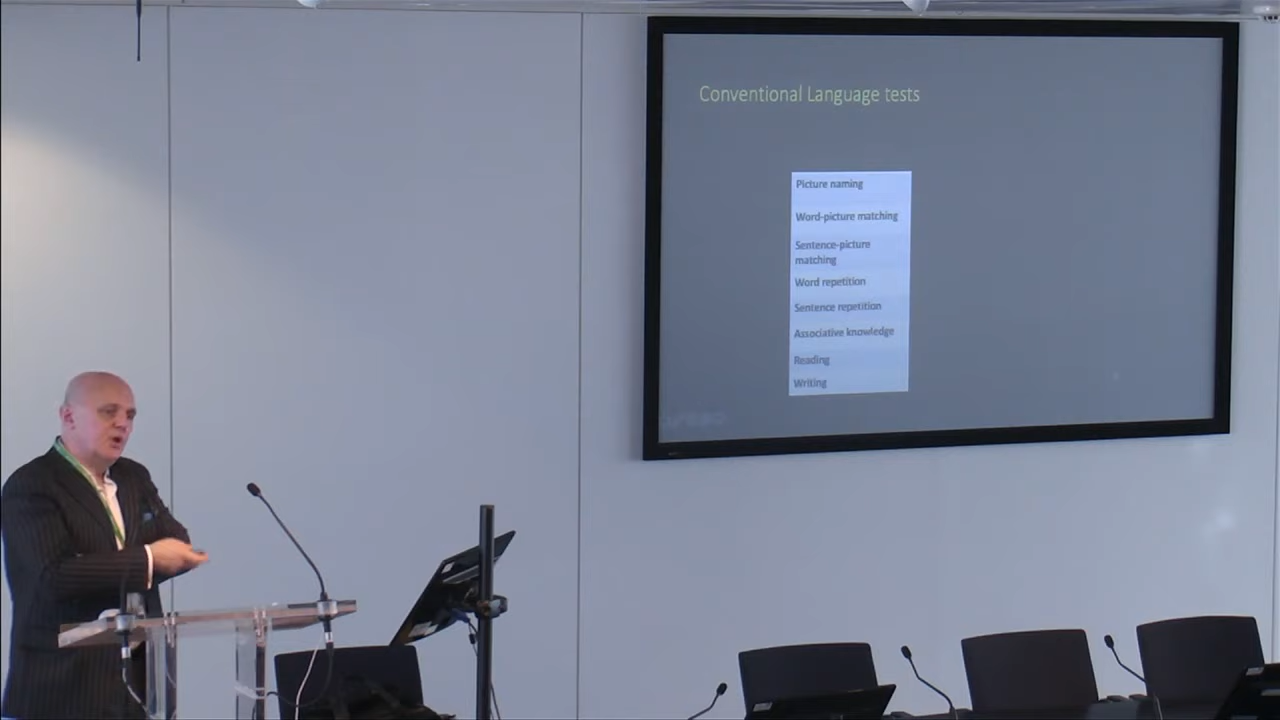 Conventional Language tests
Picture naming
Word-picture matching
Sentence-picture
matching
Word repetition
Sentence repetition
Associative knowledge
Reading
Writing